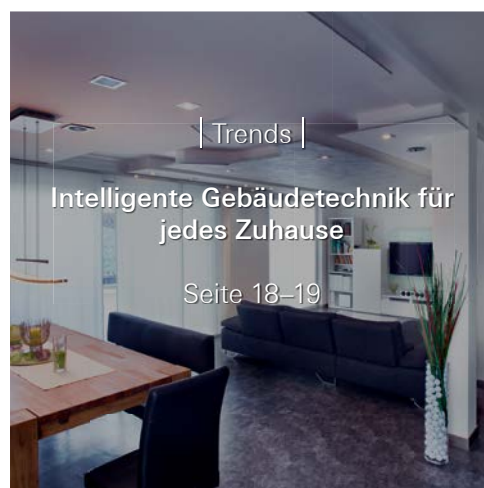 | Trends |
Intelligente Gebäudetechnik für
jedes Zuhause
Seite 18–19